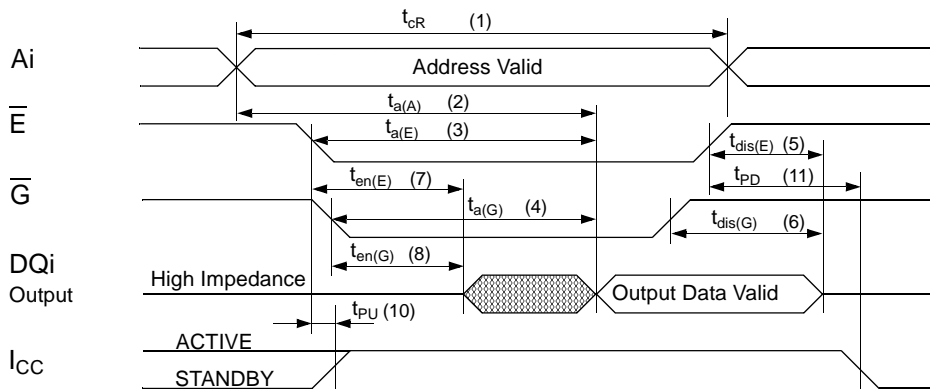 t_cR (1)
Ai
Address Valid
t_a(A) (2)
E̅
t_a(E) (3)
t_dis(E) (5)
t_en(E) (7)
t_PD (11)
G̅
t_a(G) (4)
t_dis(G) (6)
t_en(G) (8)
DQi
Output
High Impedance
Output Data Valid
t_PU (10)
ACTIVE
I_CC
STANDBY